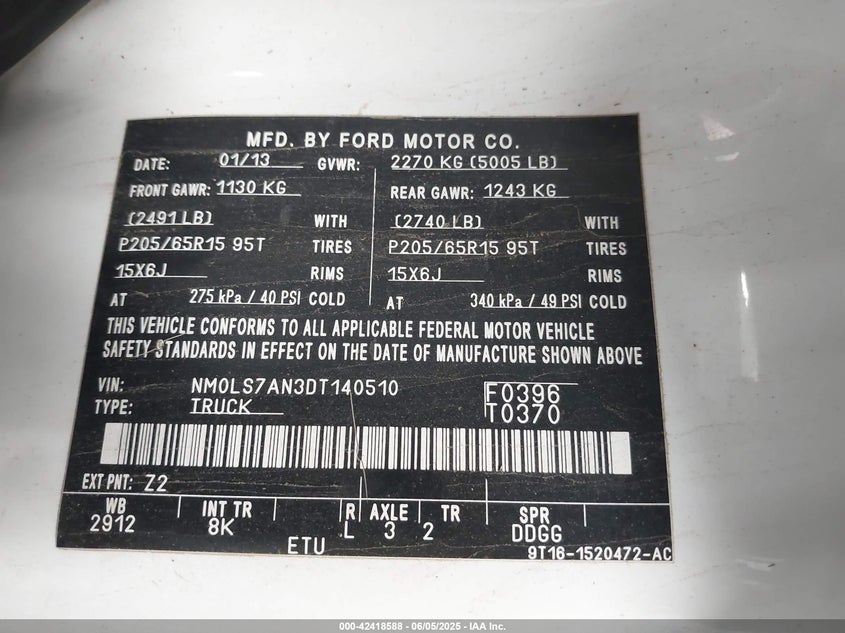 MFD. BY FORD MOTOR CO.
DATE: 01/13 GVWR: 2270 KG (5005 LB)
FRONT GAWR: 1130 KG REAR GAWR: 1243 KG
(2491 LB) WITH (2740 LB) WITH
P205/65R15 95T TIRES P205/65R15 95T TIRES
15X6J RIMS 15X6J RIMS
AT 275 kPa / 40 PSI COLD AT 340 kPa / 49 PSI COLD
THIS VEHICLE CONFORMS TO ALL APPLICABLE FEDERAL MOTOR VEHICLE
SAFETY STANDARDS IN EFFECT ON THE DATE OF MANUFACTURE SHOWN ABOVE
VIN: NM0LS7AN3DT140510 F0396
TYPE: TRUCK T0370
EXT PNT: Z2
WB INT TR R AXLE TR SPR
2912 8K L 3 2 DDGG
ETU 9T16-1520472-AC
000-42418588 - 06/05/2025 - IAA Inc.